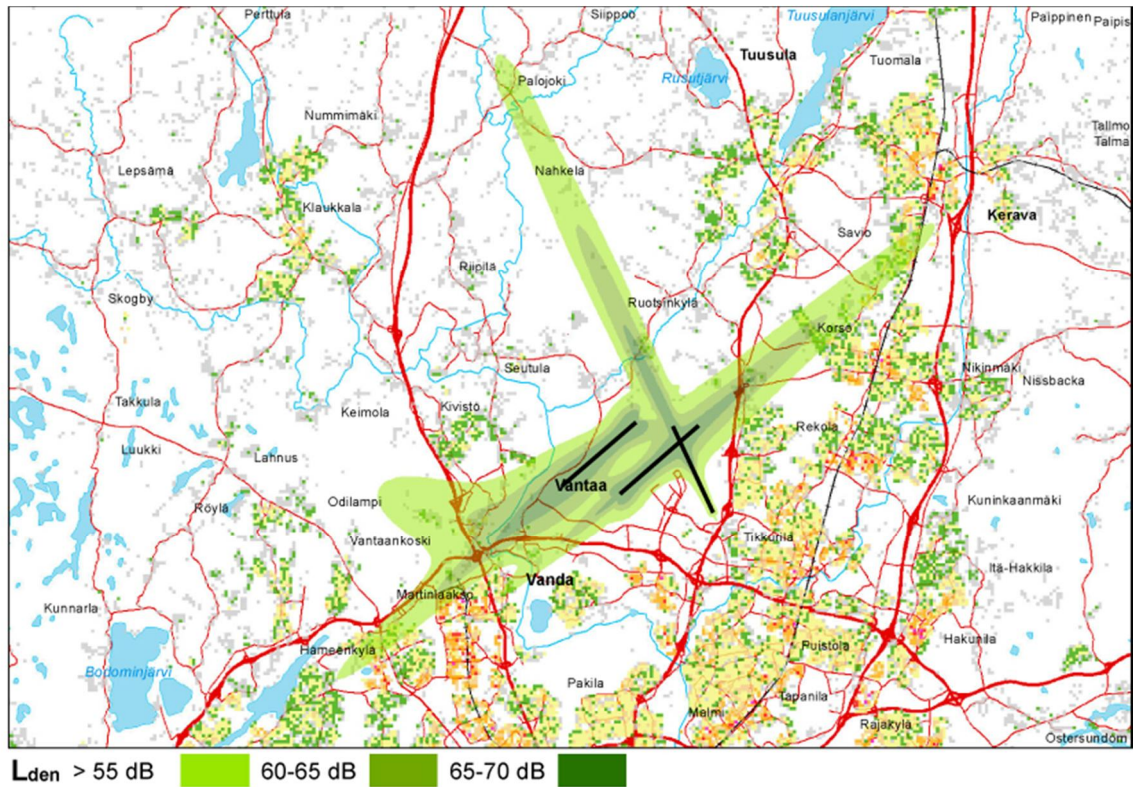 Perttula
Siippoo
Tuusulanjärvi
Palppinen
Paipis
Tuusula
Tuomala
Rusutjärvi
Palojoki
Nummimäki
Tallmo
Talma
Lepsämä
Nahkela
Klaukkala
Kerava
Savio
Riipilä
Skogby
Ruotsinkylä
Korso
Seutula
Nikinmäki
Nissbacka
Takkula
Keimola
Kivistö
Rekola
Luukki
Lahnus
Vantaa
Odilampi
Röylä
Kuninkaanmäki
Vantaankoski
Tikkurila
Itä-Hakkila
Vanda
Martinlaakso
Kunnarla
Hämeenkylä
Puistola
Hakunila
Bodominjärvi
Pakila
Tapanila
Malmi
Rajakylä
Östersundom
Lden > 55 dB 60-65 dB 65-70 dB